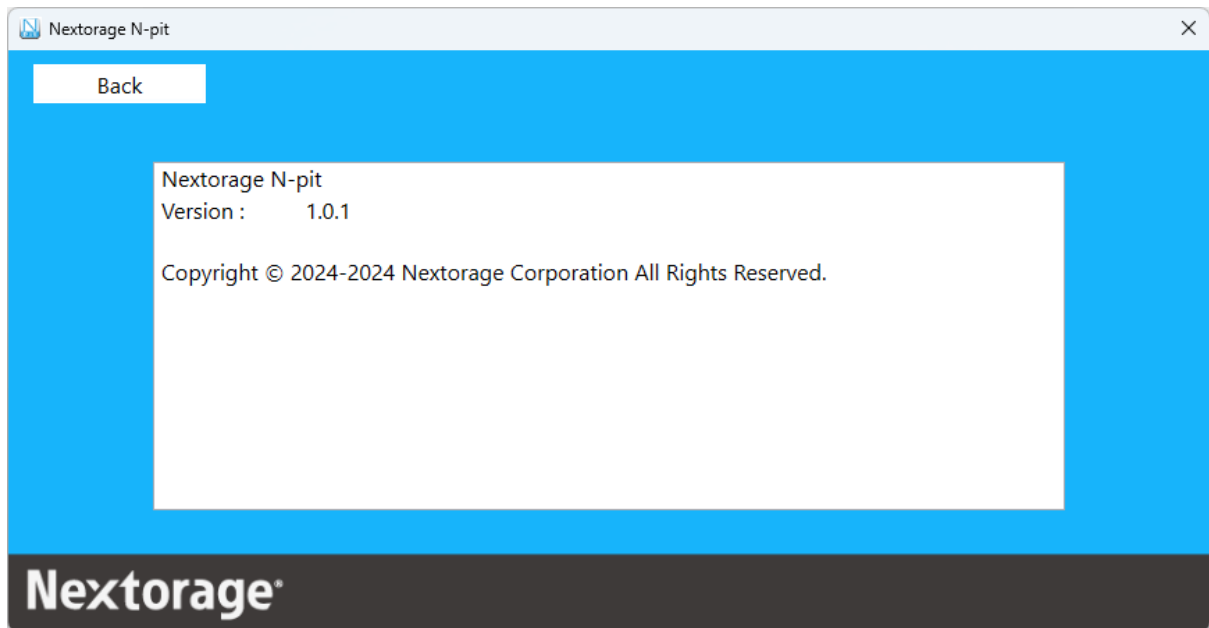 Nextorage N-pit
Back
Nextorage N-pit
Version : 1.0.1
Copyright © 2024-2024 Nextorage Corporation All Rights Reserved.
Nextorage®